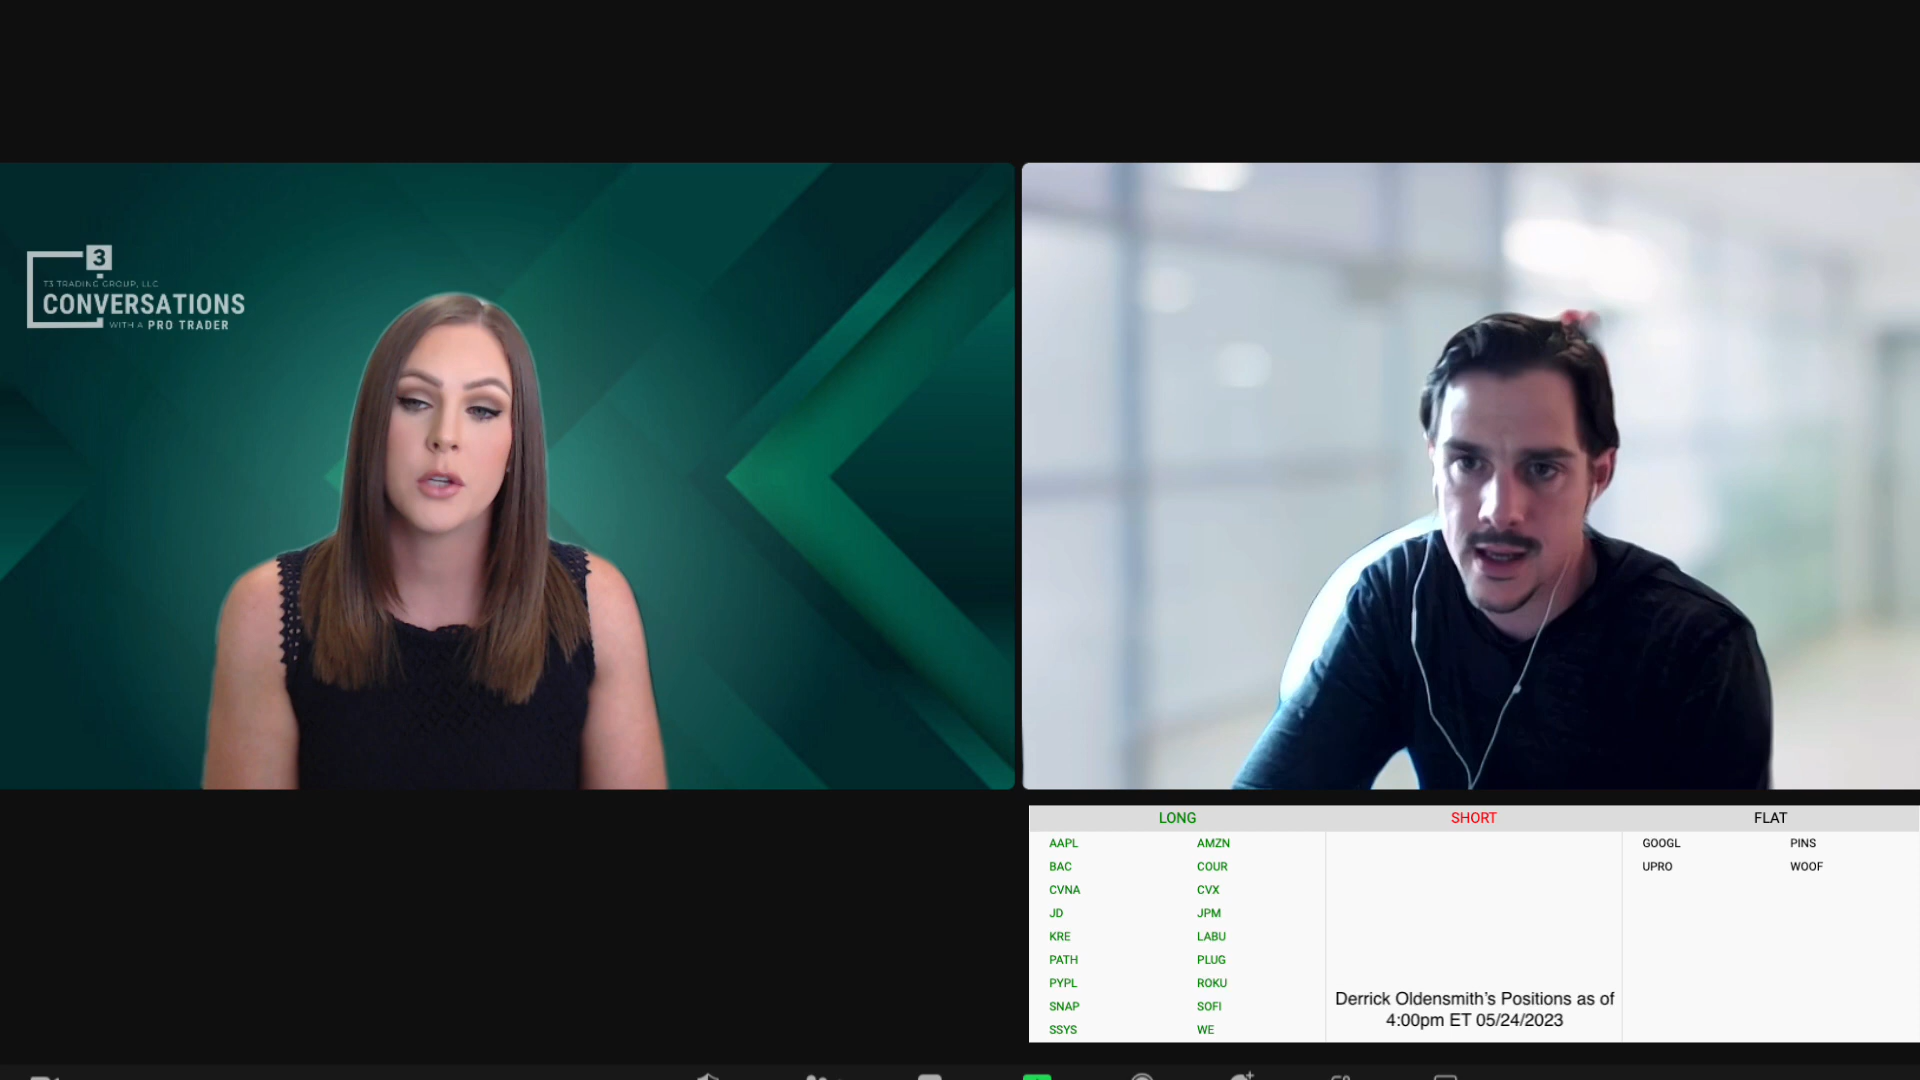 3
T3 TRADING GROUP, LLC
CONVERSATIONS
WITH A PRO TRADER
LONG SHORT FLAT
AAPL AMZN GOOGL PINS
BAC COUR UPRO WOOF
CVNA CVX
JD JPM
KRE LABU
PATH PLUG
PYPL ROKU
SNAP SOFI
SSYS WE
Derrick Oldensmith's Positions as of
4:00pm ET 05/24/2023